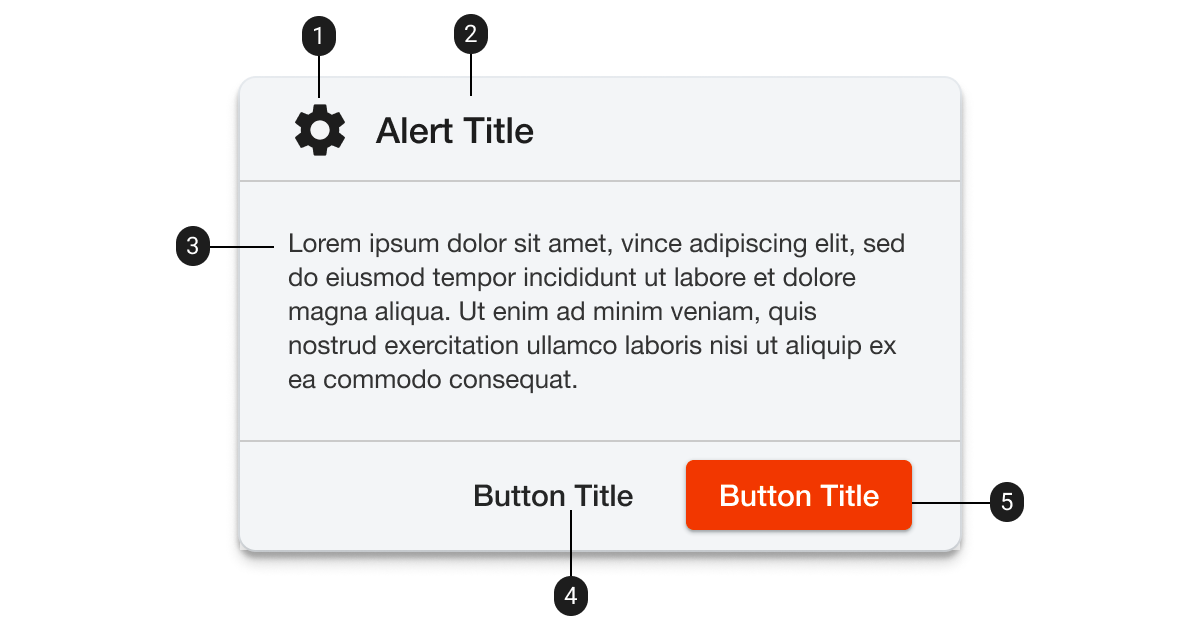 1
2
Alert Title
3
Lorem ipsum dolor sit amet, vince adipiscing elit, sed
do eiusmod tempor incididunt ut labore et dolore
magna aliqua. Ut enim ad minim veniam, quis
nostrud exercitation ullamco laboris nisi ut aliquip ex
ea commodo consequat.
Button Title
Button Title
5
4